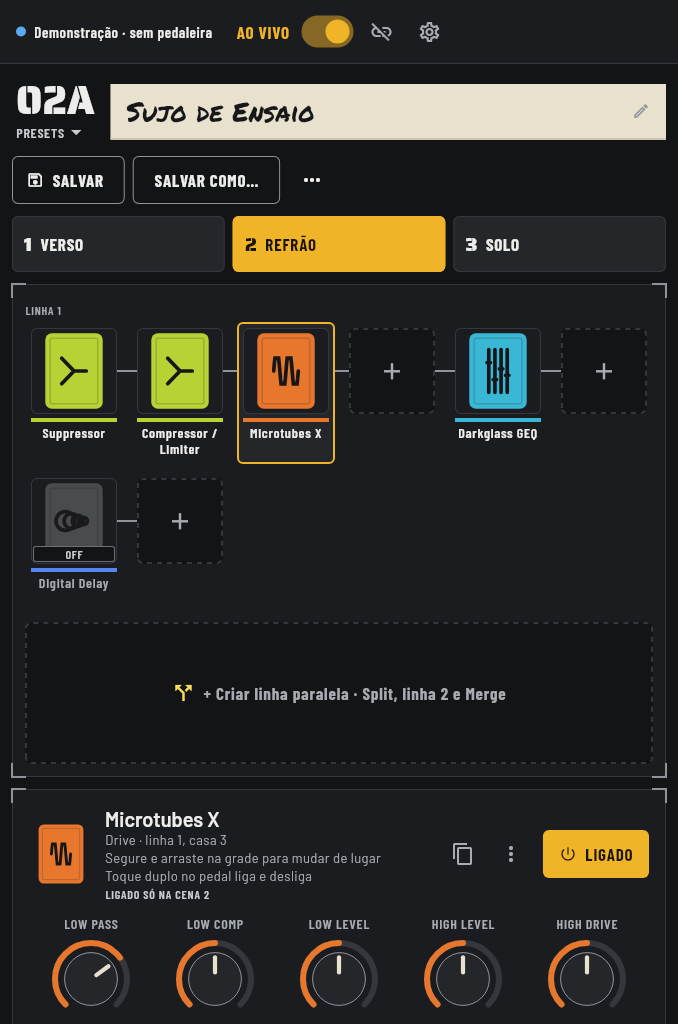 Demonstração · sem pedaleira AO VIVO
02A Sujo de Ensaio
PRESETS
SALVAR SALVAR COMO... ...
1 VERSO 2 REFRÃO 3 SOLO
LINHA 1
+ +
Suppressor Compressor / Limiter Microtubes X Darkglass GEQ
+
OFF
Digital Delay
+ Criar linha paralela · Split, linha 2 e Merge
Microtubes X
Drive · linha 1, casa 3
Segure e arraste na grade para mudar de lugar
Toque duplo no pedal liga e desliga
LIGADO SÓ NA CENA 2
LIGADO
LOW PASS LOW COMP LOW LEVEL HIGH LEVEL HIGH DRIVE